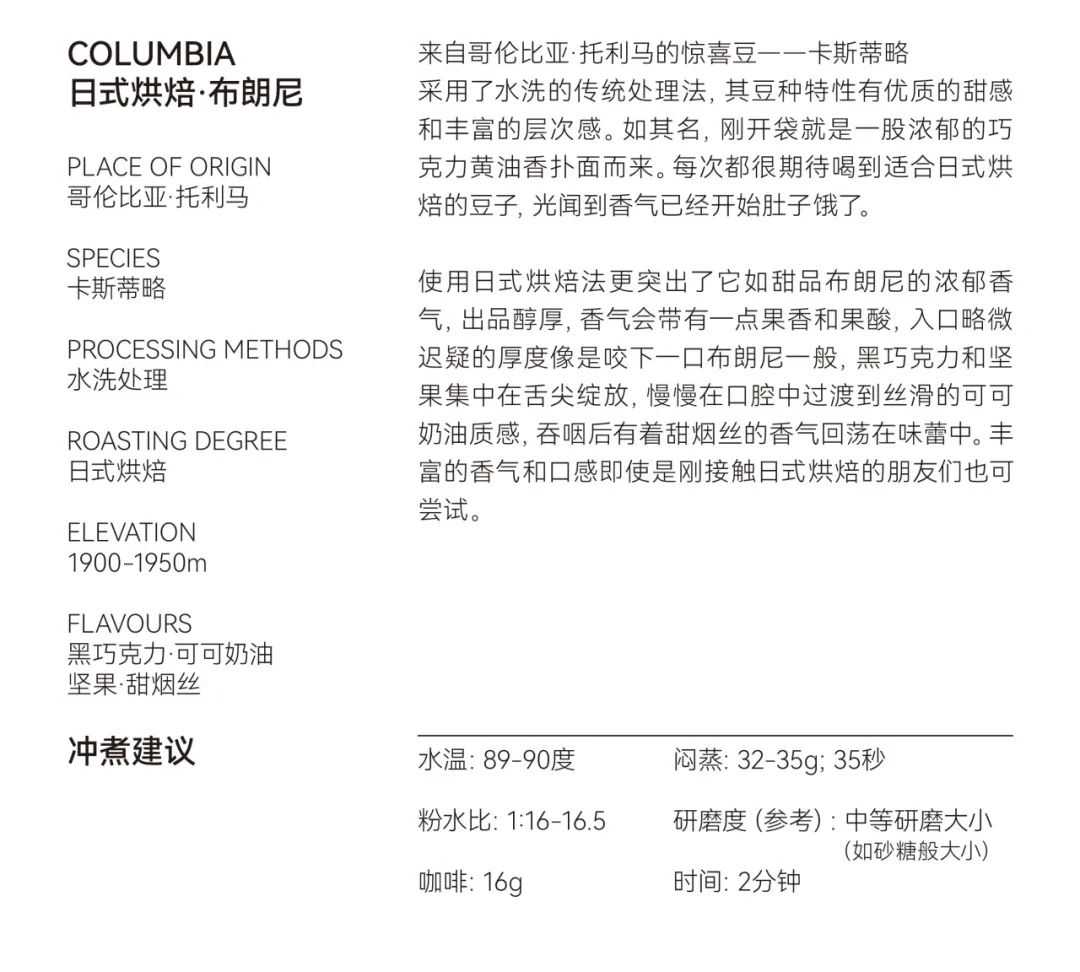 COLUMBIA
日式烘焙·布朗尼
PLACE OF ORIGIN
哥伦比亚·托利马
SPECIES
卡斯蒂略
PROCESSING METHODS
水洗处理
ROASTING DEGREE
日式烘焙
ELEVATION
1900-1950m
FLAVOURS
黑巧克力·可可奶油
坚果·甜烟丝
来自哥伦比亚·托利马的惊喜豆——卡斯蒂略
采用了水洗的传统处理法, 其豆种特性有优质的甜感
和丰富的层次感。如其名, 刚开袋就是一股浓郁的巧
克力黄油香扑面而来。每次都很期待喝到适合日式烘
焙的豆子, 光闻到香气已经开始肚子饿了。
使用日式烘焙法更突出了它如甜品布朗尼的浓郁香
气, 出品醇厚, 香气会带有一点果香和果酸, 入口略微
迟疑的厚度像是咬下一口布朗尼一般, 黑巧克力和坚
果集中在舌尖绽放, 慢慢在口腔中过渡到丝滑的可可
奶油质感, 吞咽后有着甜烟丝的香气回荡在味蕾中。丰
富的香气和口感即使是刚接触日式烘焙的朋友们也可
尝试。
冲煮建议
水温: 89-90度
闷蒸: 32-35g; 35秒
粉水比: 1:16-16.5
研磨度 (参考) : 中等研磨大小
(如砂糖般大小)
咖啡: 16g
时间: 2分钟